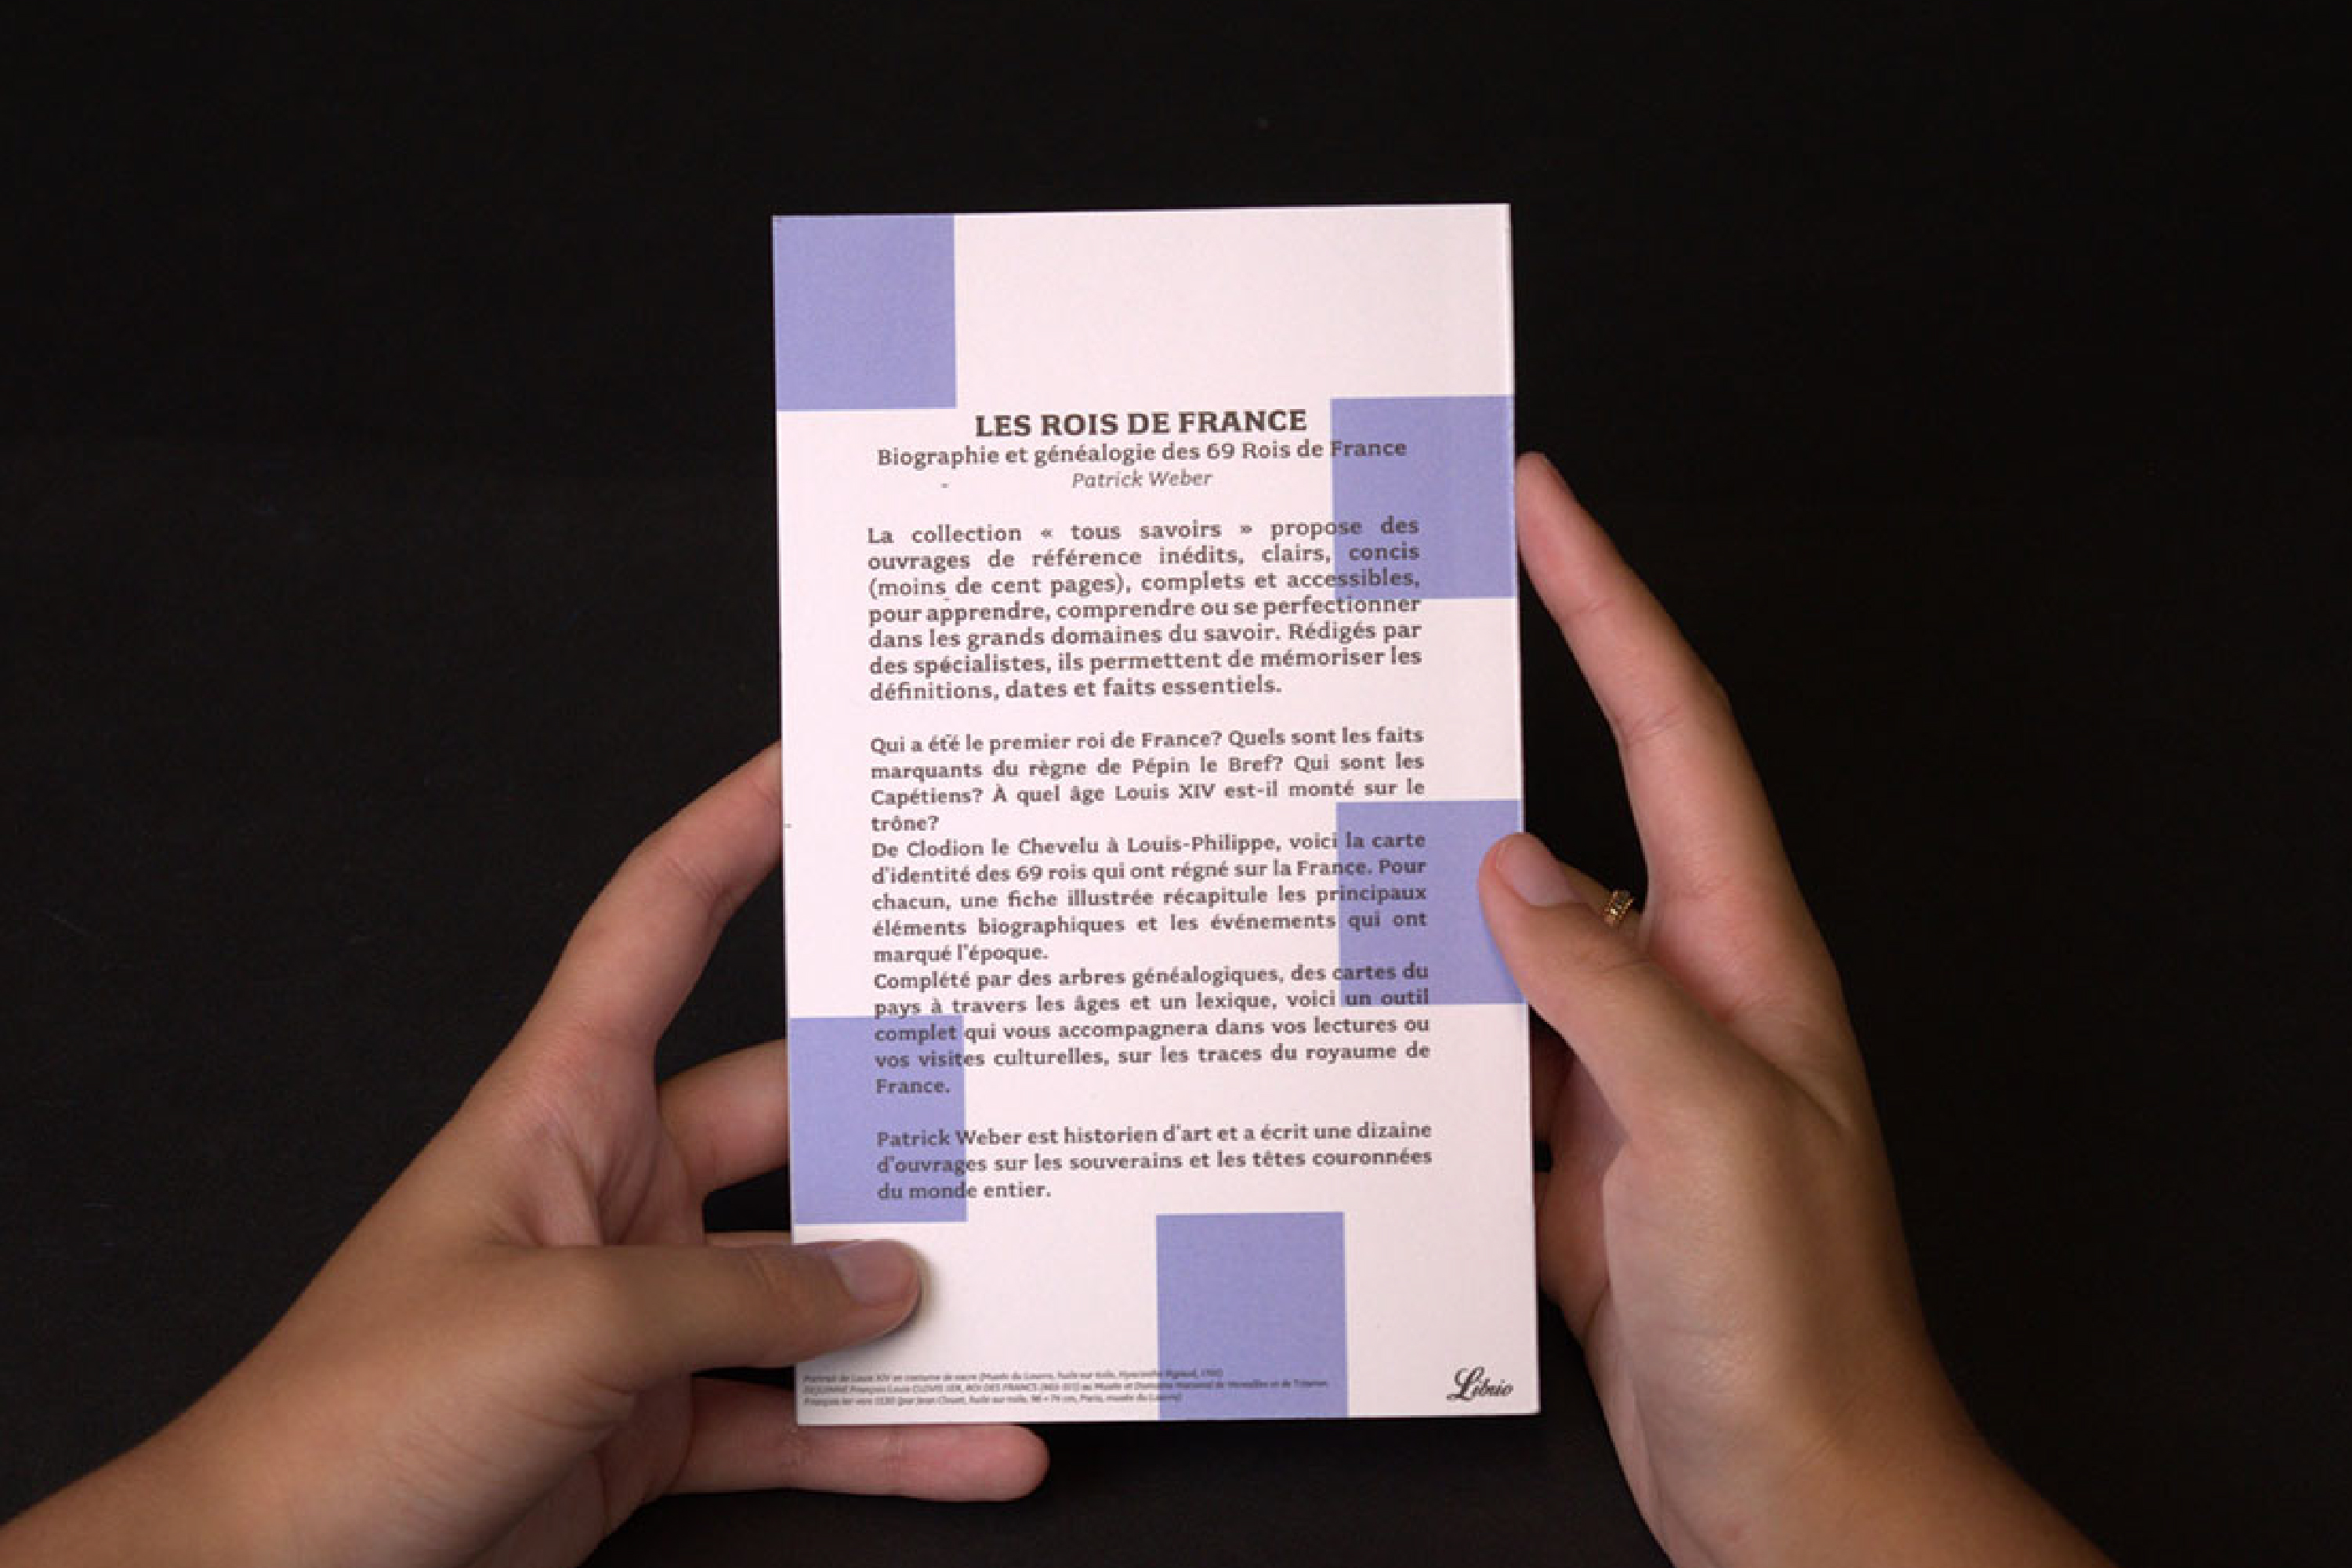 LES ROIS DE FRANCE
Biographie et généalogie des 69 Rois de France
Patrick Weber
La collection « tous savoirs » propose des
ouvrages de référence inédits, clairs, concis
(moins de cent pages), complets et accessibles,
pour apprendre, comprendre ou se perfectionner
dans les grands domaines du savoir. Rédigés par
des spécialistes, ils permettent de mémoriser les
définitions, dates et faits essentiels.
Qui a été le premier roi de France? Quels sont les faits
marquants du règne de Pépin le Bref? Qui sont les
Capétiens? À quel âge Louis XIV est-il monté sur le
trône?
De Clodion le Chevelu à Louis-Philippe, voici la carte
d'identité des 69 rois qui ont régné sur la France. Pour
chacun, une fiche illustrée récapitule les principaux
éléments biographiques et les événements qui ont
marqué l'époque.
Complété par des arbres généalogiques, des cartes du
pays à travers les âges et un lexique, voici un outil
complet qui vous accompagnera dans vos lectures ou
vos visites culturelles, sur les traces du royaume de
France.
Patrick Weber est historien d'art et a écrit une dizaine
d'ouvrages sur les souverains et les têtes couronnées
du monde entier.
Portrait de Louis XIV en costume de sacre (Musée du Louvre, huile sur toile, Hyacinthe Rigaud, 1701)
François Louis CLOVIS IER, ROI DES FRANCS au Musée et Domaine National de Versailles et de Trianon.
François Ier vers 1530 (par Jean Clouet, huile sur toile, 96 × 74 cm, Paris, musée du Louvre)
Librio